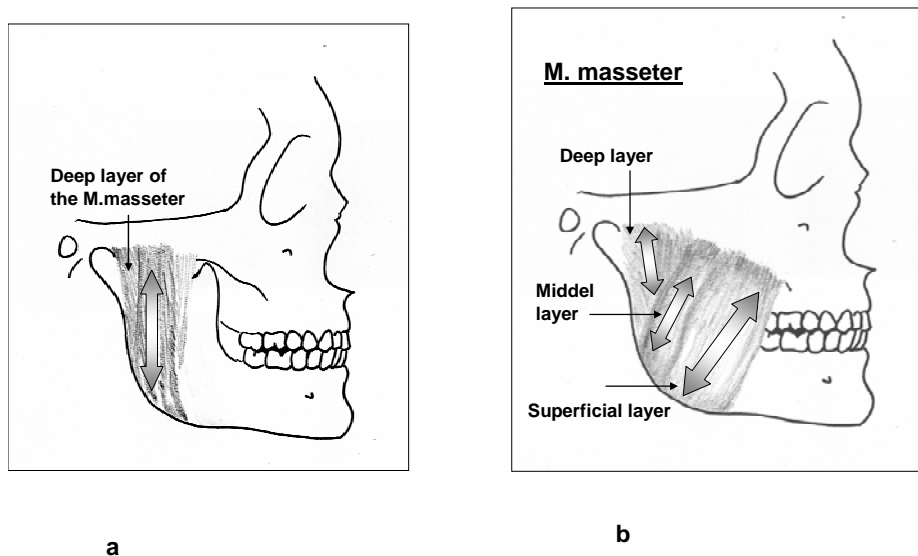 Deep layer of
the M.masseter
a
M. masseter
Deep layer
Middel
layer
Superficial layer
b